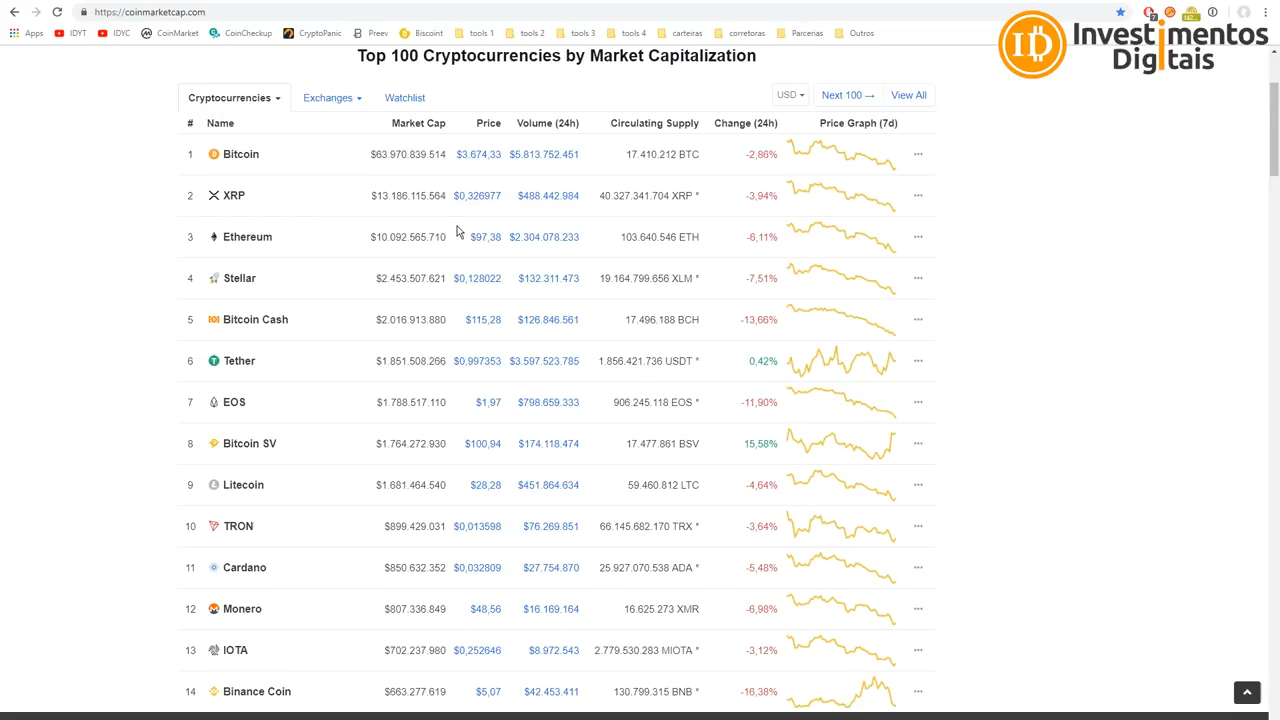 https://coinmarketcap.com
7
142...
Apps IDYT IDYC CoinMarket CoinCheckup CryptoPanic Preev Biscoint tools 1 tools 2 tools 3 tools 4 carteiras corretoras Parcerias Outros
ID Investimentos
Digitais
Top 100 Cryptocurrencies by Market Capitalization
Cryptocurrencies Exchanges Watchlist USD Next 100 → View All
# Name Market Cap Price Volume (24h) Circulating Supply Change (24h) Price Graph (7d)
1 Bitcoin $63.970.839.514 $3.674,33 $5.813.752.451 17.410.212 BTC -2,86%
2 XRP $13.186.115.564 $0,326977 $488.442.984 40.327.341.704 XRP * -3,94%
3 Ethereum $10.092.565.710 $97,38 $2.304.078.233 103.640.546 ETH -6,11%
4 Stellar $2.453.507.621 $0,128022 $132.311.473 19.164.799.656 XLM * -7,51%
5 Bitcoin Cash $2.016.913.880 $115,28 $126.846.561 17.496.188 BCH -13,66%
6 Tether $1.851.508.266 $0,997353 $3.597.523.785 1.856.421.736 USDT * 0,42%
7 EOS $1.788.517.110 $1,97 $798.659.333 906.245.118 EOS * -11,90%
8 Bitcoin SV $1.764.272.930 $100,94 $174.118.474 17.477.861 BSV 15,58%
9 Litecoin $1.681.464.540 $28,28 $451.864.634 59.460.812 LTC -4,64%
10 TRON $899.429.031 $0,013598 $76.269.851 66.145.682.170 TRX * -3,64%
11 Cardano $850.632.352 $0,032809 $27.754.870 25.927.070.538 ADA * -5,48%
12 Monero $807.336.849 $48,56 $16.169.164 16.625.273 XMR -6,98%
13 IOTA $702.237.980 $0,252646 $8.972.543 2.779.530.283 MIOTA * -3,12%
14 Binance Coin $663.277.619 $5,07 $42.453.411 130.799.315 BNB * -16,38%